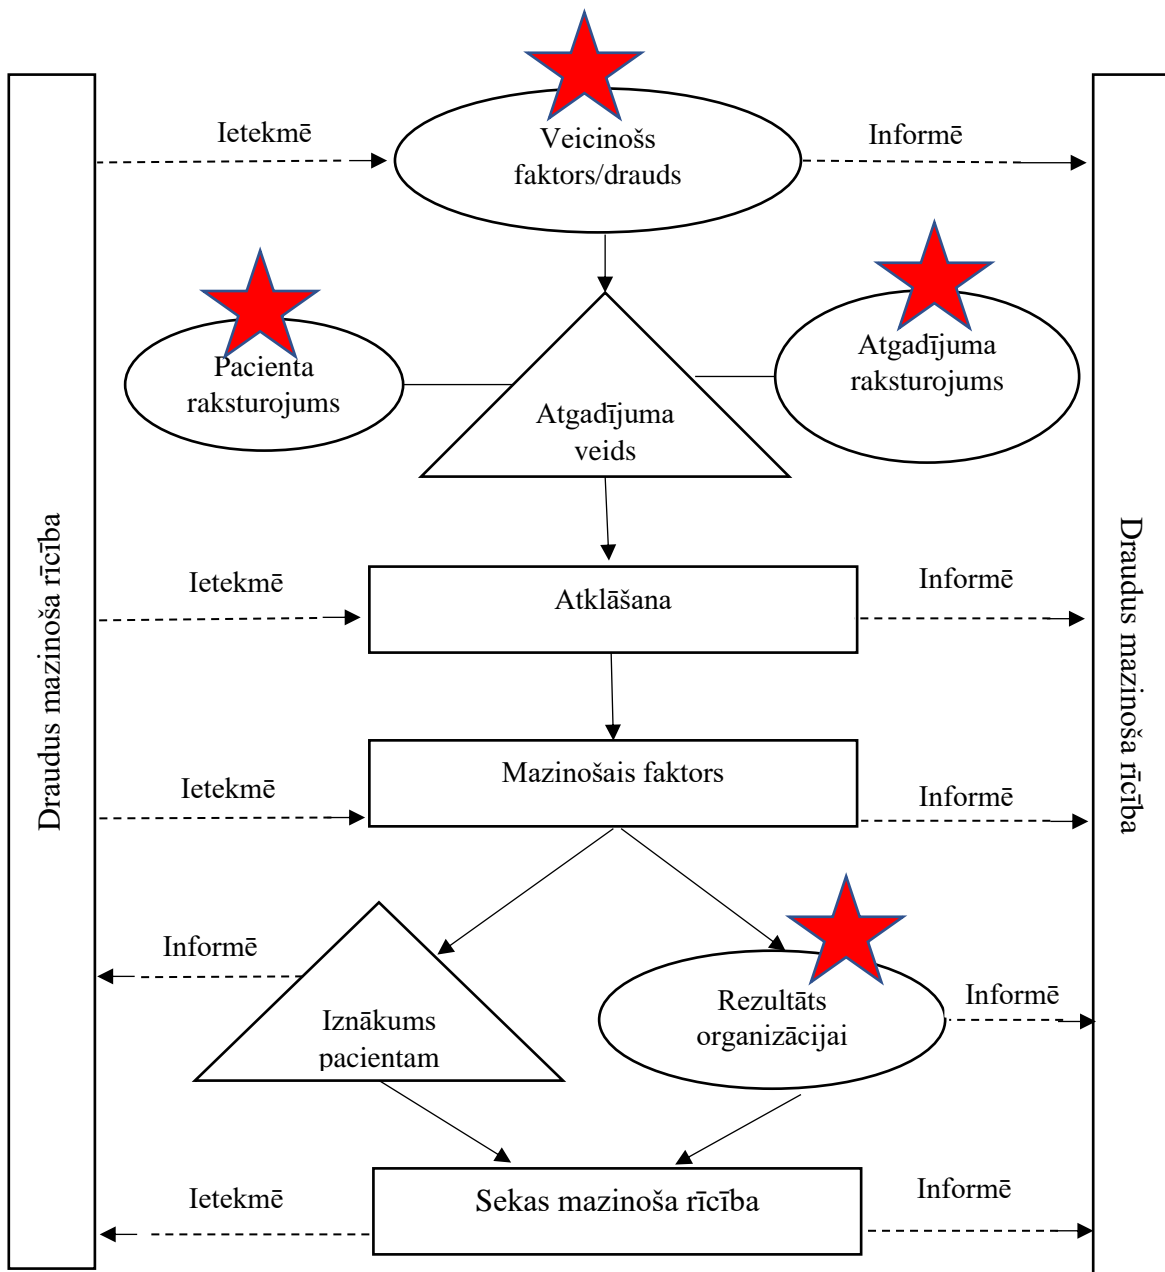 Ietekmē
Veicinošs
faktors/drauds
Informē
Pacienta
raksturojums
Atgadījuma
veids
Atgadījuma
raksturojums
Draudus mazinoša rīcība
Draudus mazinoša rīcība
Ietekmē
Atklāšana
Informē
Ietekmē
Mazinošais faktors
Informē
Informē
Iznākums
pacientam
Rezultāts
organizācijai
Informē
Ietekmē
Sekas mazinoša rīcība
Informē